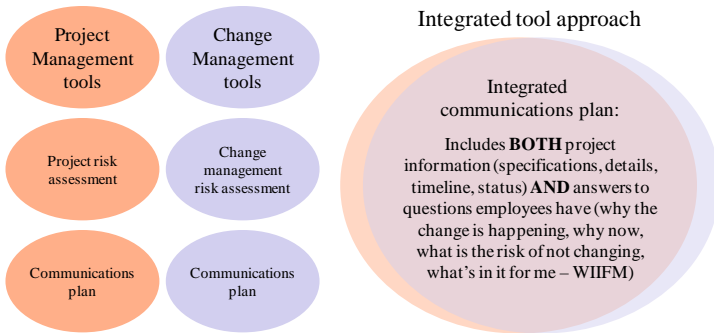 Project
Management
tools
Change
Management
tools
Project risk
assessment
Change
management
risk assessment
Communications
plan
Communications
plan
Integrated tool approach
Integrated
communications plan:
Includes BOTH project
information (specifications, details,
timeline, status) AND answers to
questions employees have (why the
change is happening, why now,
what is the risk of not changing,
what's in it for me – WIIFM)